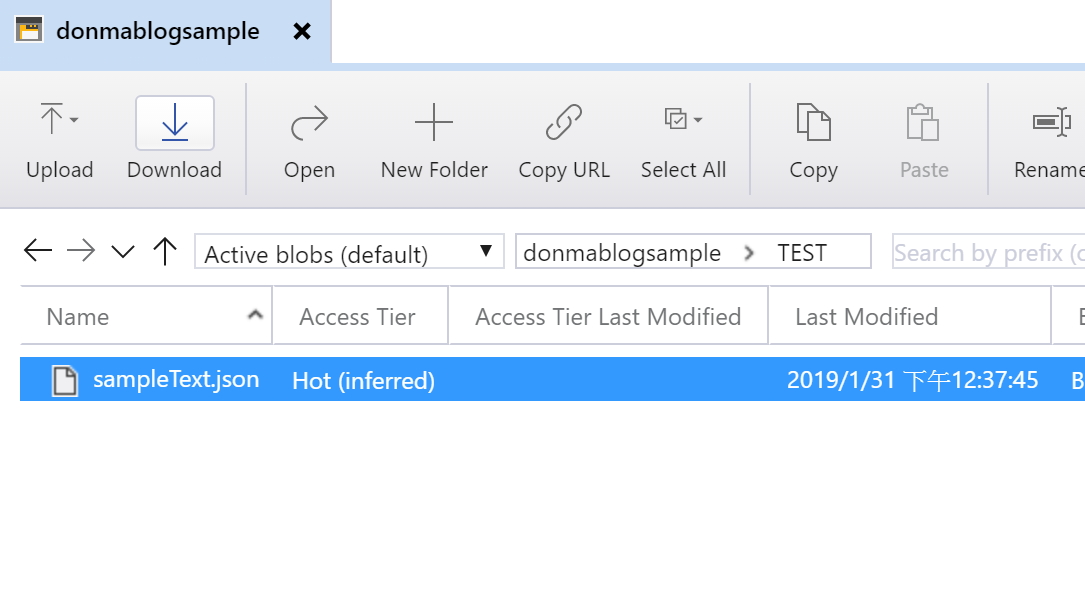 donmablogsample
Upload Download Open New Folder Copy URL Select All Copy Paste Rename
Active blobs (default) donmablogsample TEST Search by prefix (c
Name Access Tier Access Tier Last Modified Last Modified
sampleText.json Hot (inferred) 2019/1/31 下午12:37:45 B